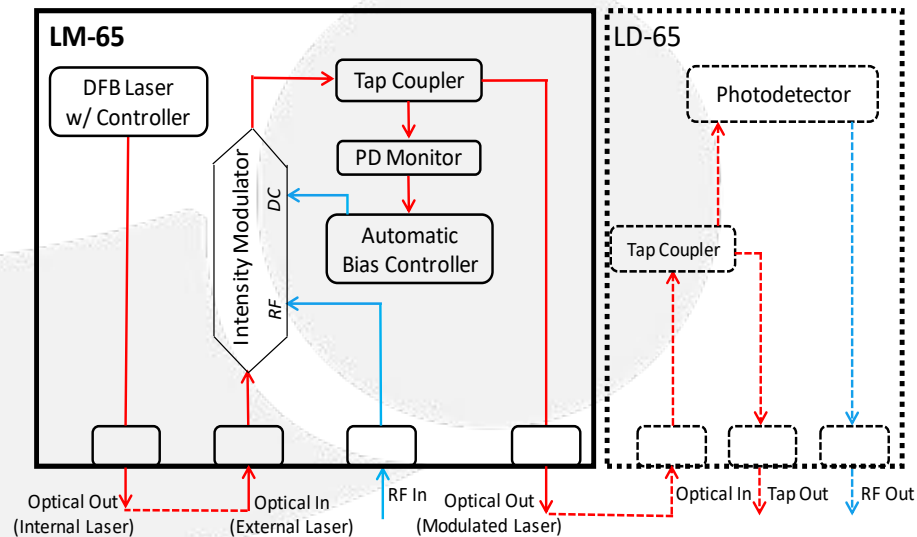 LM-65
LD-65
DFB Laser
w/ Controller
Tap Coupler
Photodetector
PD Monitor
Intensity Modulator
DC
Automatic
Bias Controller
Tap Coupler
RF
Optical Out
(Internal Laser)
Optical In
(External Laser)
RF In
Optical Out
(Modulated Laser)
Optical In
Tap Out
RF Out